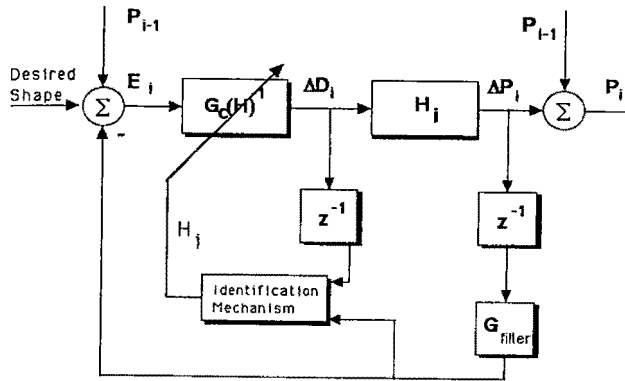 P i-1
P i-1
Desired
Shape
Σ
-
E i
G c (H) -1
ΔD i
H i
ΔP i
Σ
P i
z -1
z -1
H i
Identification
Mechanism
G filter